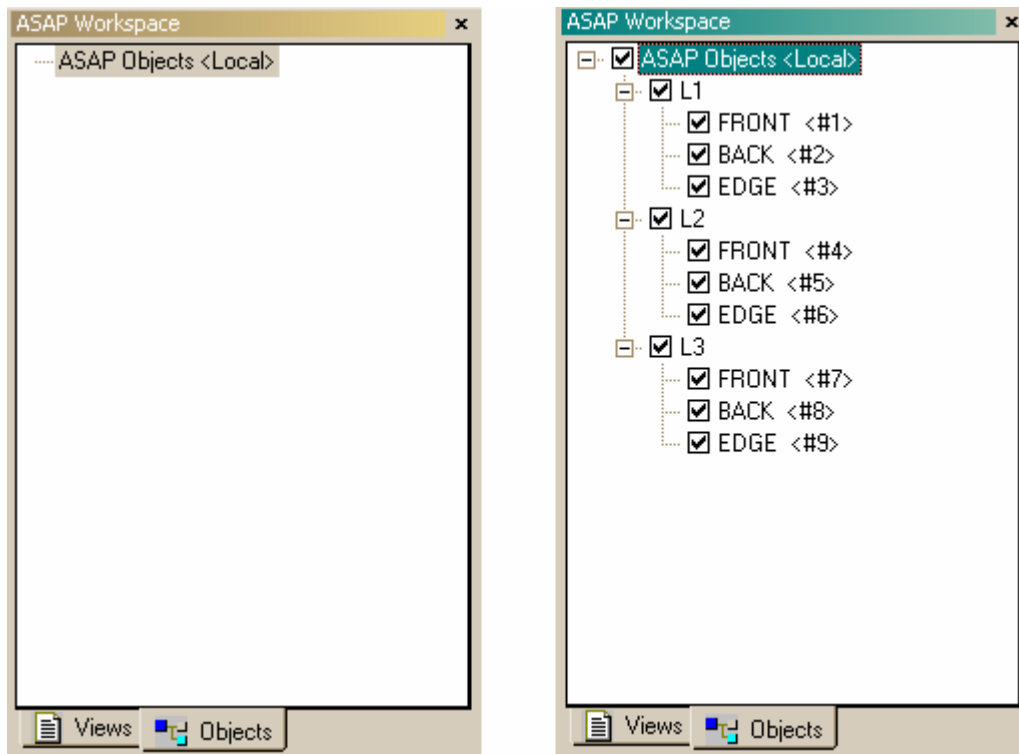 ASAP Workspace
ASAP Objects <Local>
Views
Objects
ASAP Workspace
ASAP Objects <Local>
L1
FRONT <#1>
BACK <#2>
EDGE <#3>
L2
FRONT <#4>
BACK <#5>
EDGE <#6>
L3
FRONT <#7>
BACK <#8>
EDGE <#9>
Views
Objects